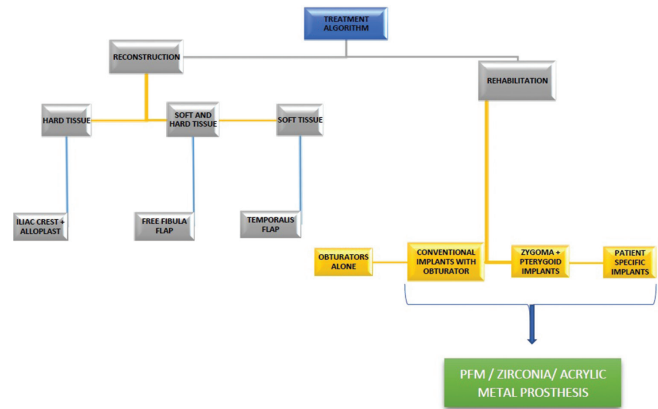 TREATMENT
ALGORITHM
RECONSTRUCTION
REHABILITATION
HARD TISSUE
SOFT AND
HARD TISSUE
SOFT TISSUE
ILIAC CREST +
ALLOPLAST
FREE FIBULA
FLAP
TEMPORALIS
FLAP
OBTURATORS
ALONE
CONVENTIONAL
IMPLANTS WITH
OBTURATOR
ZYGOMA +
PTERYGOID
IMPLANTS
PATIENT
SPECIFIC
IMPLANTS
PFM / ZIRCONIA/ ACRYLIC
METAL PROSTHESIS